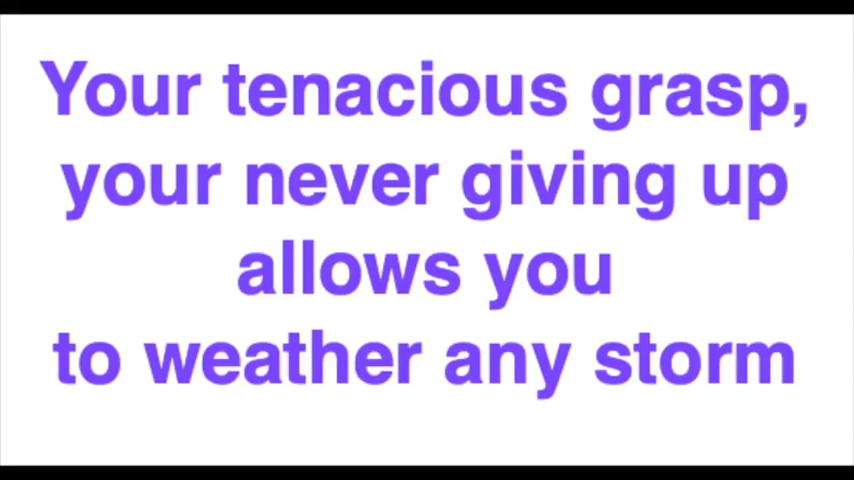 Your tenacious grasp,
your never giving up
allows you
to weather any storm